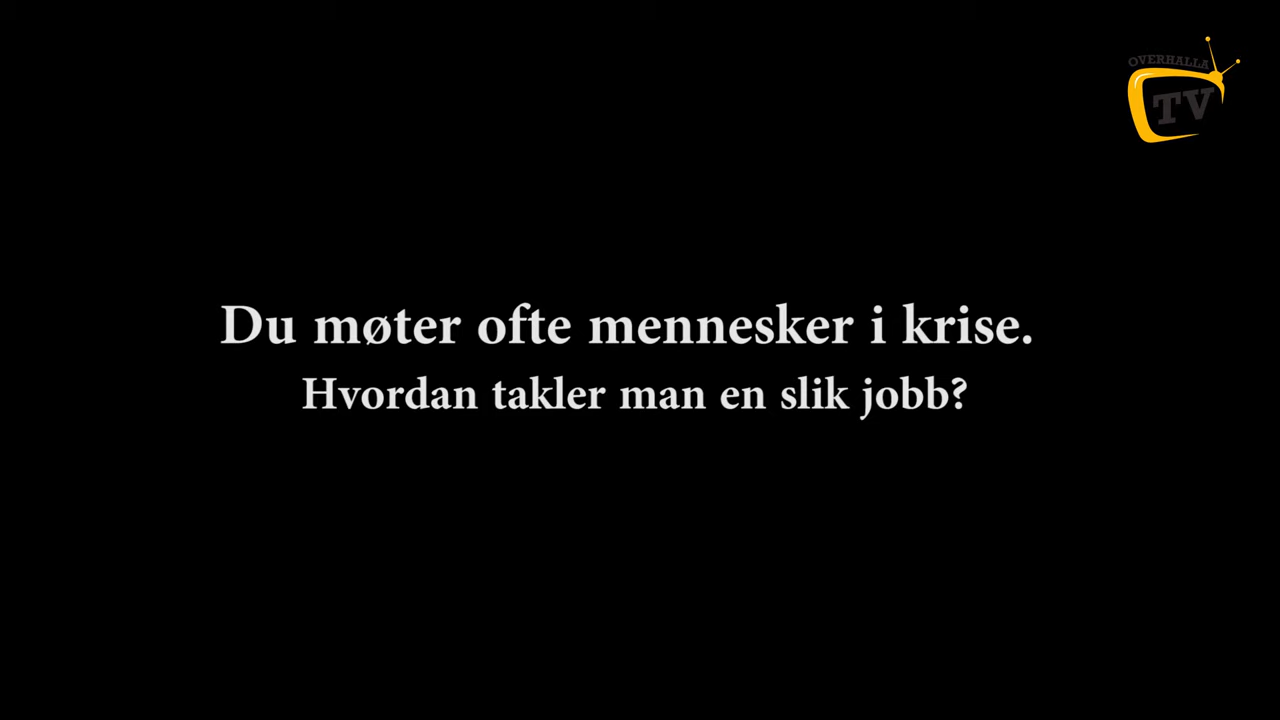 OVERHALLA
TV
Du møter ofte mennesker i krise.
Hvordan takler man en slik jobb?